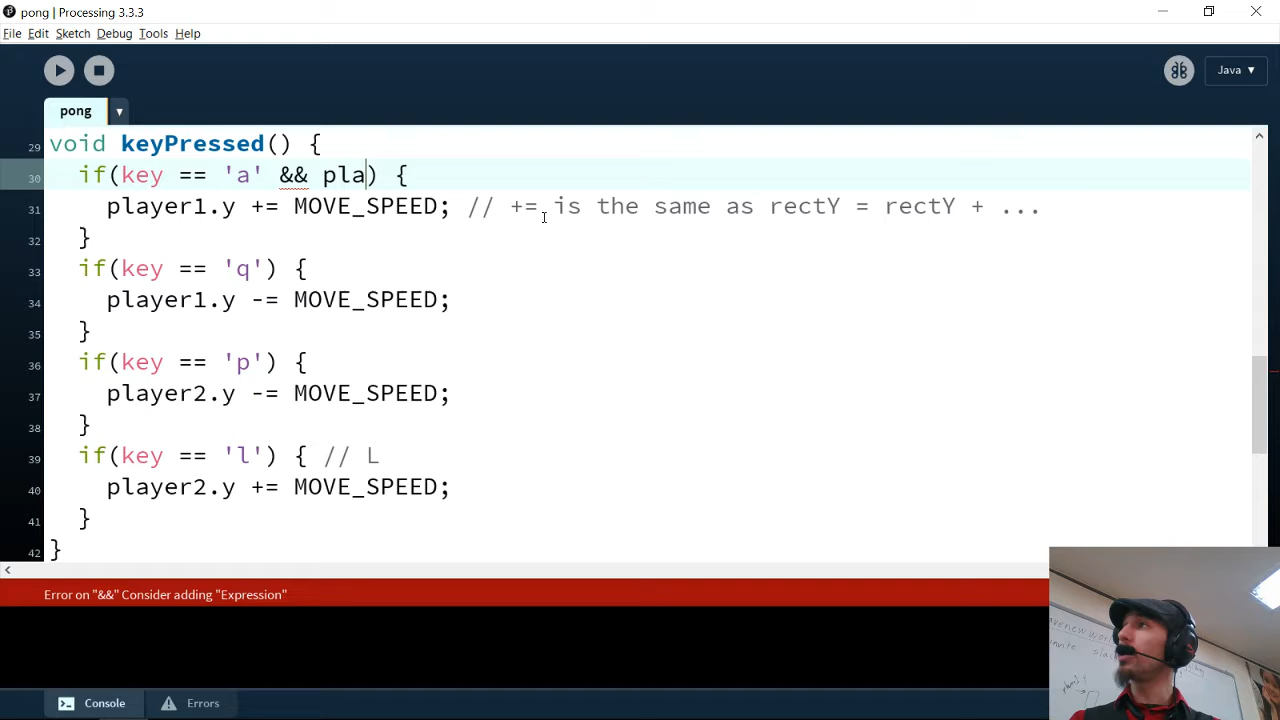 pong | Processing 3.3.3
File Edit Sketch Debug Tools Help
Java ▾
pong ▾
29 void keyPressed() {
30 if(key == 'a' && pla) {
31 player1.y += MOVE_SPEED; // += is the same as rectY = rectY + ...
32 }
33 if(key == 'q') {
34 player1.y -= MOVE_SPEED;
35 }
36 if(key == 'p') {
37 player2.y -= MOVE_SPEED;
38 }
39 if(key == 'l') { // L
40 player2.y += MOVE_SPEED;
41 }
42 }
Error on "&&" Consider adding "Expression"
Console Errors